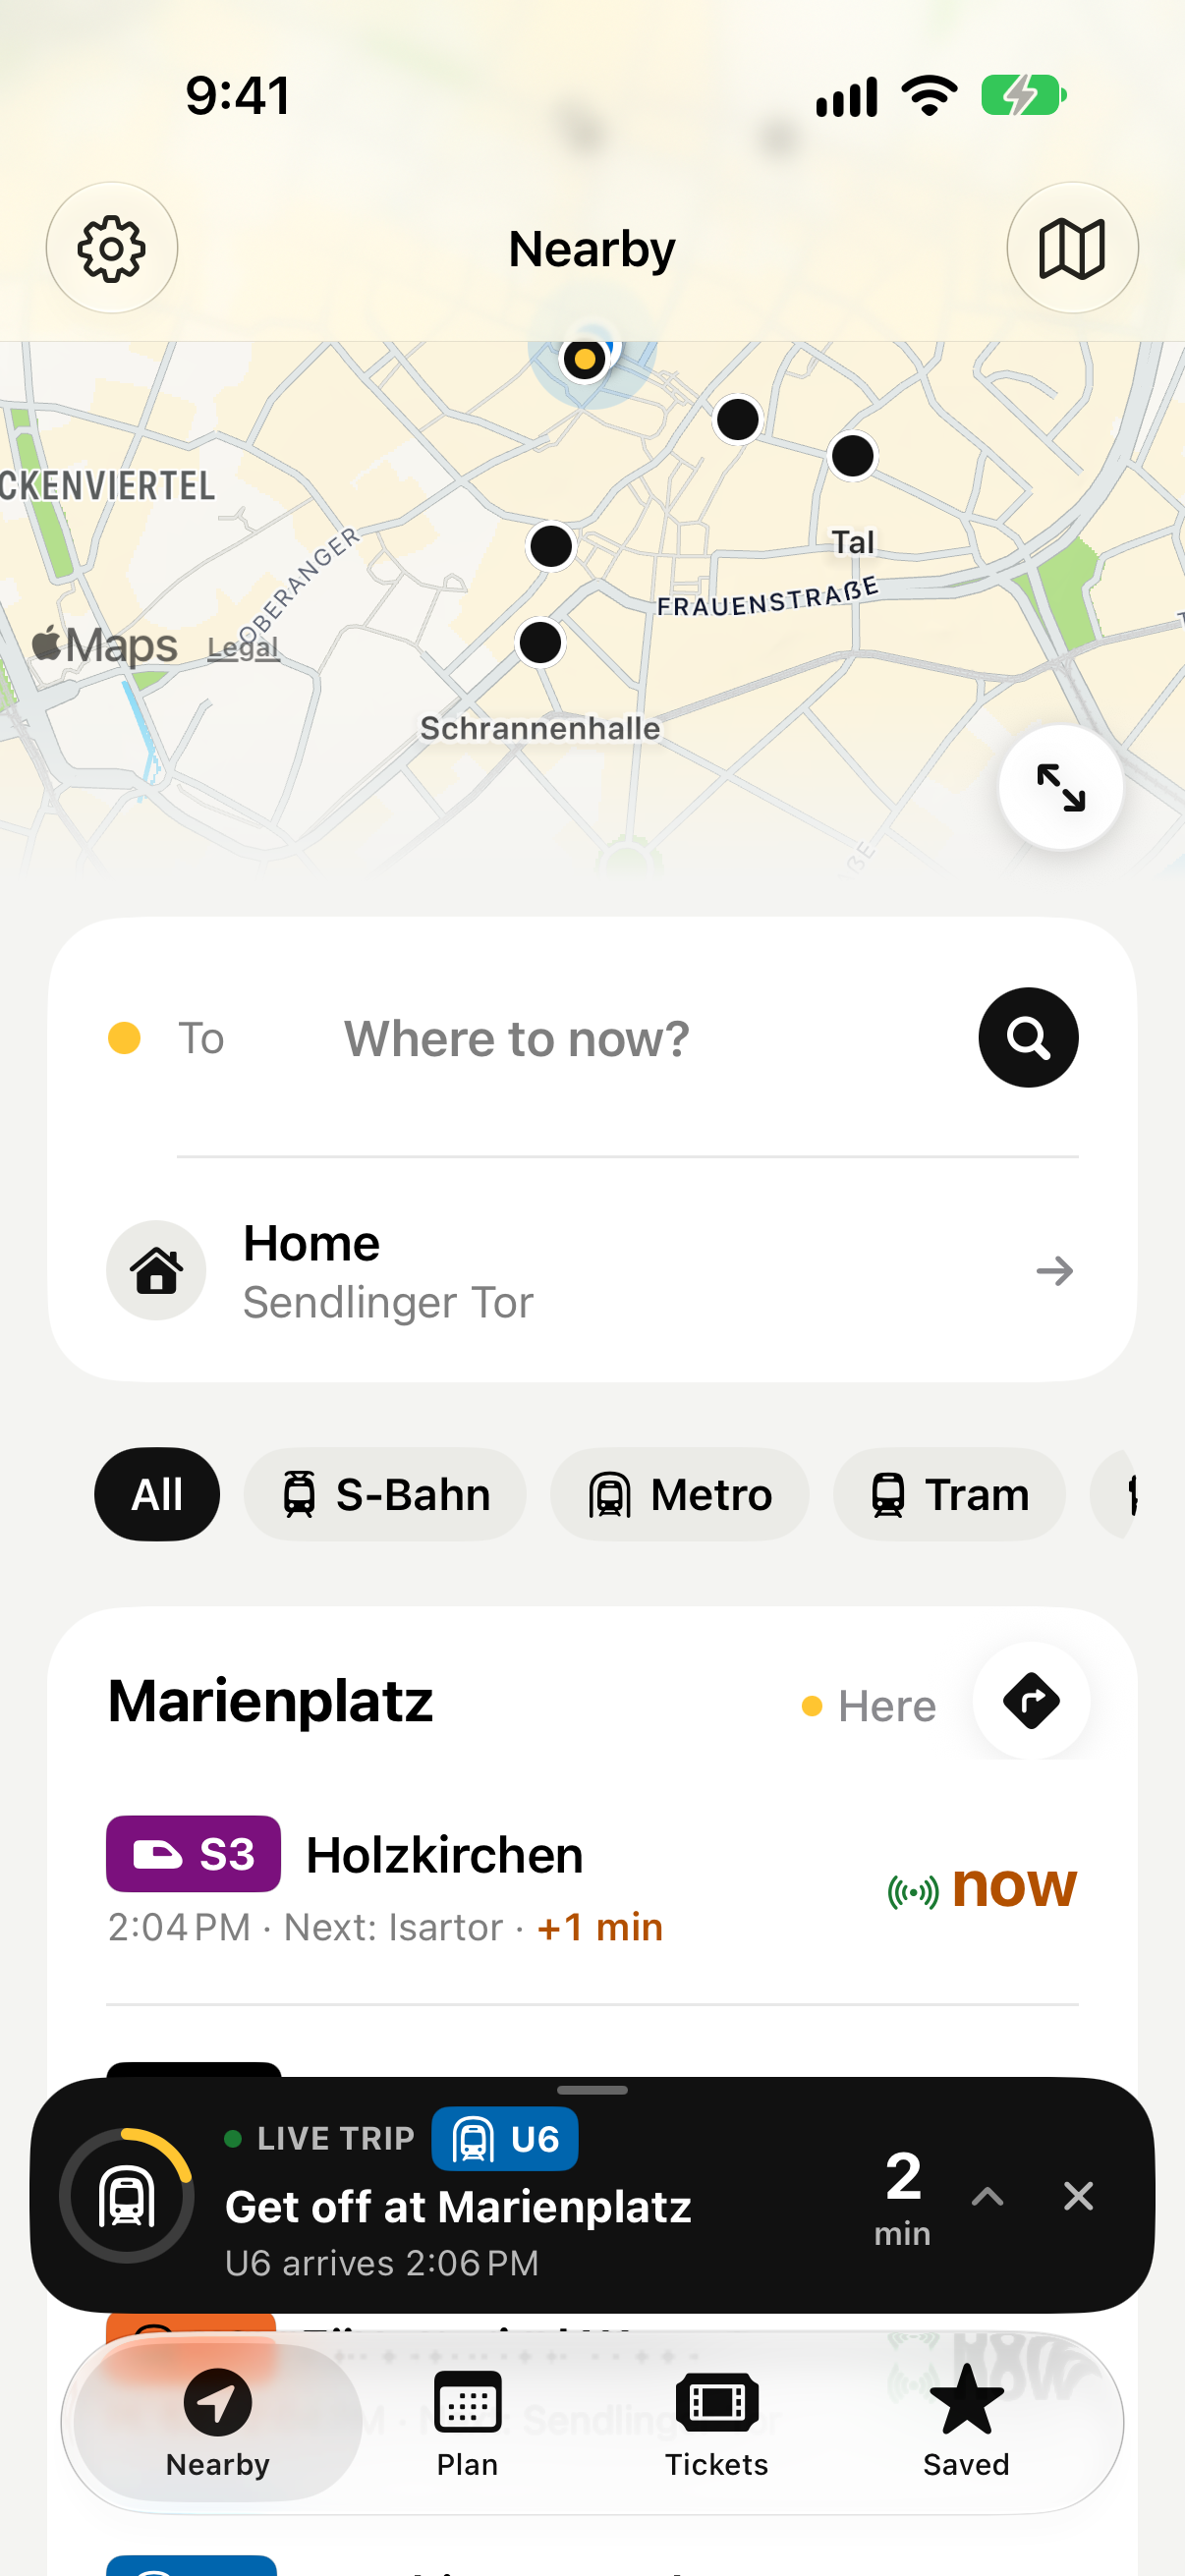 9:41
Nearby
CKENVIERTEL
OBERANGER
Tal
FRAUENSTRAẞE
Maps Legal
Schrannenhalle
To Where to now?
Home
Sendlinger Tor
All S-Bahn Metro Tram
Marienplatz Here
S3 Holzkirchen
now
2:04 PM · Next: Isartor · +1 min
LIVE TRIP U6
Get off at Marienplatz
2
min
U6 arrives 2:06 PM
Nearby Plan Tickets Saved